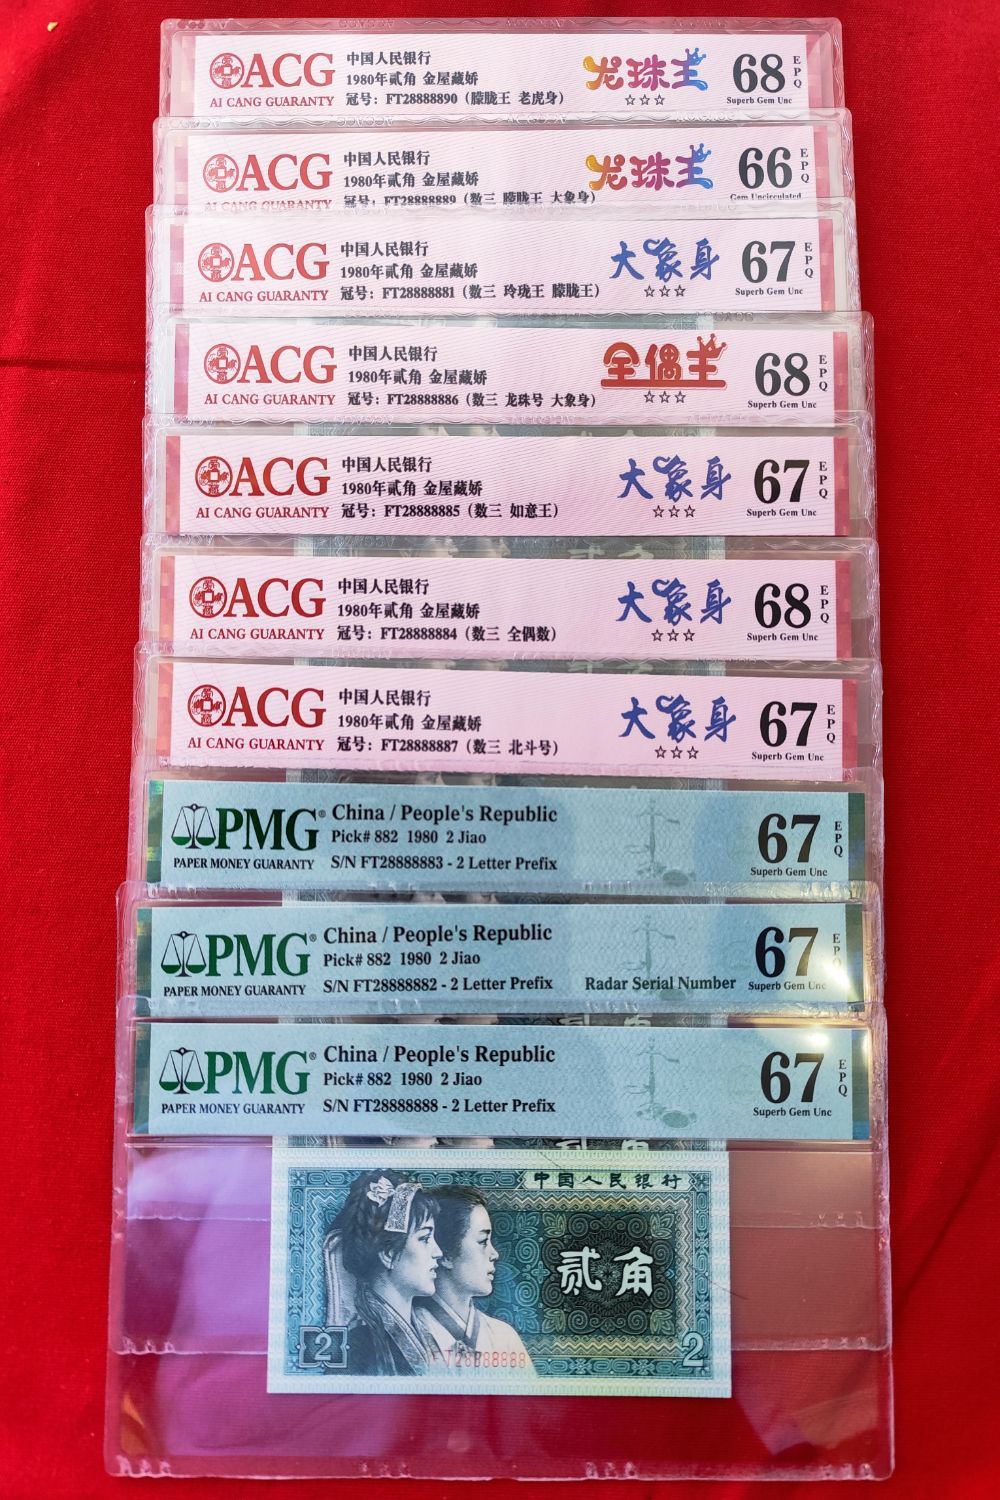 ACG
AI CANG GUARANTY
中国人民银行
1980年贰角 金屋藏娇
冠号：FT28888890（朦胧王 老虎身）
龙珠王
☆☆☆
68
EPQ
Superb Gem Unc
ACG
AI CANG GUARANTY
中国人民银行
1980年贰角 金屋藏娇
冠号：FT28888889（数三 朦胧王 大象身）
龙珠王
66
EPQ
Gem Uncirculated
ACG
AI CANG GUARANTY
中国人民银行
1980年贰角 金屋藏娇
冠号：FT28888881（数三 玲珑王 朦胧王）
大象身
☆☆☆
67
EPQ
Superb Gem Unc
ACG
AI CANG GUARANTY
中国人民银行
1980年贰角 金屋藏娇
冠号：FT28888886（数三 龙珠号 大象身）
全偶王
☆☆☆
68
EPQ
Superb Gem Unc
ACG
AI CANG GUARANTY
中国人民银行
1980年贰角 金屋藏娇
冠号：FT28888885（数三 如意王）
大象身
☆☆☆
67
EPQ
Superb Gem Unc
ACG
AI CANG GUARANTY
中国人民银行
1980年贰角 金屋藏娇
冠号：FT28888884（数三 全偶数）
大象身
☆☆☆
68
EPQ
Superb Gem Unc
ACG
AI CANG GUARANTY
中国人民银行
1980年贰角 金屋藏娇
冠号：FT28888887（数三 北斗号）
大象身
☆☆☆
67
EPQ
Superb Gem Unc
PMG®
PAPER MONEY GUARANTY
China / People's Republic
Pick# 882 1980 2 Jiao
S/N FT28888883 - 2 Letter Prefix
67
EPQ
Superb Gem Unc
PMG®
PAPER MONEY GUARANTY
China / People's Republic
Pick# 882 1980 2 Jiao
S/N FT28888882 - 2 Letter Prefix
Radar Serial Number
67
EPQ
Superb Gem Unc
PMG®
PAPER MONEY GUARANTY
China / People's Republic
Pick# 882 1980 2 Jiao
S/N FT28888888 - 2 Letter Prefix
67
EPQ
Superb Gem Unc
中国人民银行
贰角
2
FT28888888
2